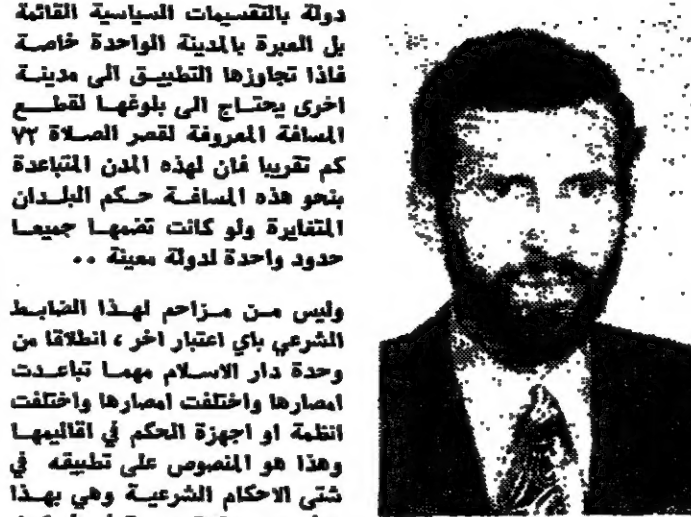 دولة بالتقسيمات السياسية القائمة
بل العبرة بالمدينة الواحدة خاصة
فاذا تجاوزها التطبيق الى مدينة
اخرى يحتاج الى بلوغها لقطع
المسافة المعروفة لقصر الصلاة ٧٢
كم تقريبا فان لهذه المدن المتباعدة
بنحو هذه المسافة حكم البلدان
المتغايرة ولو كانت تضمها جميعا
حدود واحدة لدولة معينة ..
وليس من مزاحم لهذا الضابط
الشرعي باي اعتبار اخر ، انطلاقا من
وحدة دار الاسلام مهما تباعدت
امصارها واختلفت امصارها واختلفت
انظمة او اجهزة الحكم في اقاليمها
وهذا هو المنصوص على تطبيقه في
شتى الاحكام الشرعية وهي بهذا